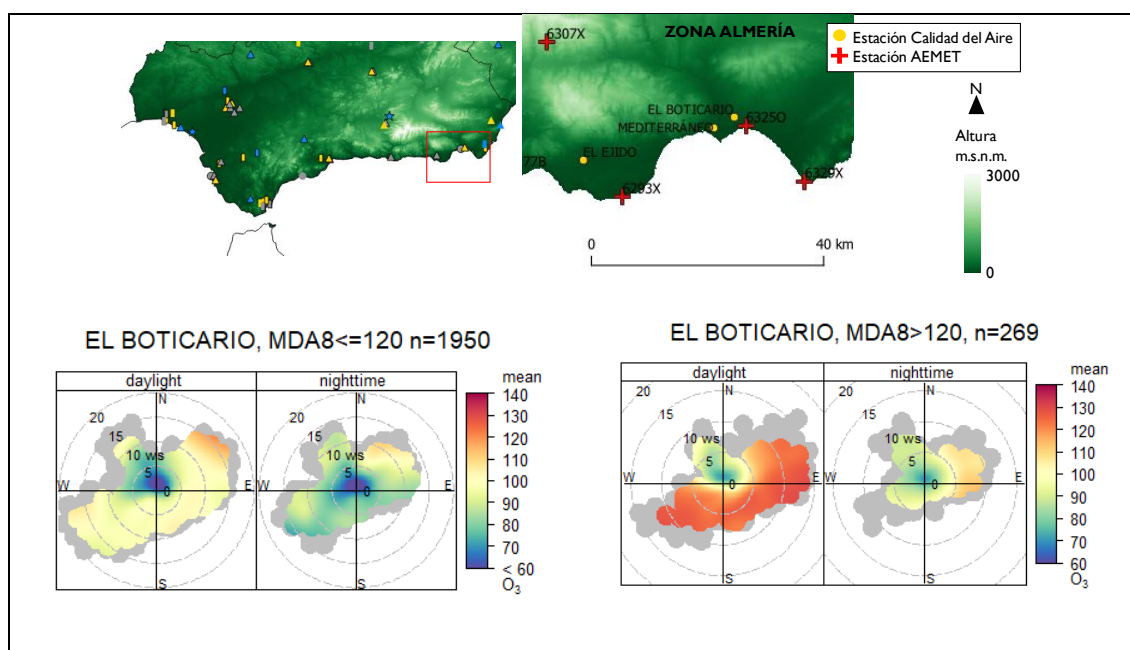 6307X
ZONA ALMERÍA
Estación Calidad del Aire
Estación AEMET
EL BOTICARIO
MEDITERRÁNEO
6325O
77B
EL EJIDO
6293X
6329X
0 40 km
N
Altura
m.s.n.m.
3000
0
EL BOTICARIO, MDA8<=120 n=1950
daylight
nighttime
mean
N
20
15
10 ws
5
0
W
E
S
N
20
15
10 ws
5
0
W
E
S
140
130
120
110
100
90
80
70
< 60
O3
EL BOTICARIO, MDA8>120, n=269
daylight
nighttime
mean
N
20
15
10 ws
5
0
W
E
S
N
20
15
10 ws
5
0
W
E
S
140
130
120
110
100
90
80
70
60
O3